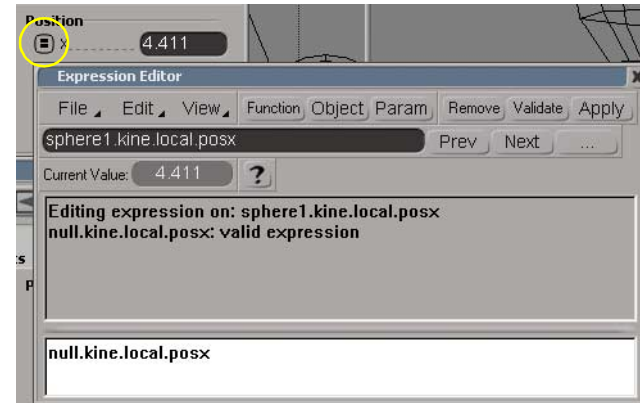 Position
x 4.411
Expression Editor
File Edit View Function Object Param Remove Validate Apply
sphere1.kine.local.posx Prev Next ...
Current Value: 4.411 ?
Editing expression on: sphere1.kine.local.posx
null.kine.local.posx: valid expression
null.kine.local.posx